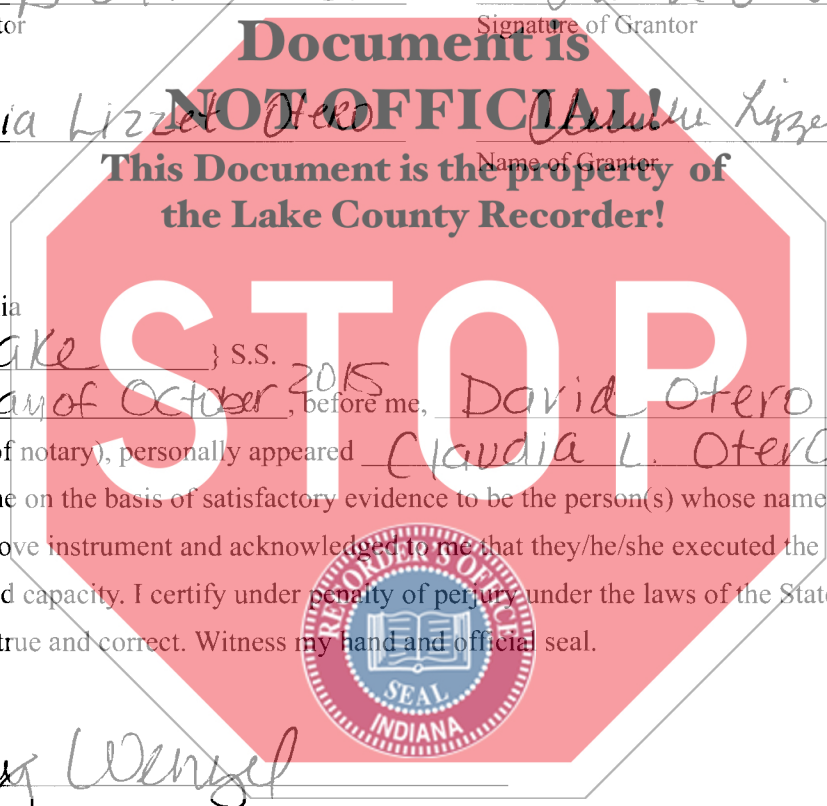 tor
Signature of Grantor
Document is
NOT OFFICIAL!
ia Lizzet Otero
Name of Grantor
This Document is the property of
the Lake County Recorder!
STOP
ia
ake } S.S.
ay of October, 2015 before me, David Otero
f notary), personally appeared Claudia L. Otero
e on the basis of satisfactory evidence to be the person(s) whose name
ove instrument and acknowledged to me that they/he/she executed the
d capacity. I certify under penalty of perjury under the laws of the State
true and correct. Witness my hand and official seal.
RECORDER'S OFFICE
SEAL
INDIANA
Wenzel